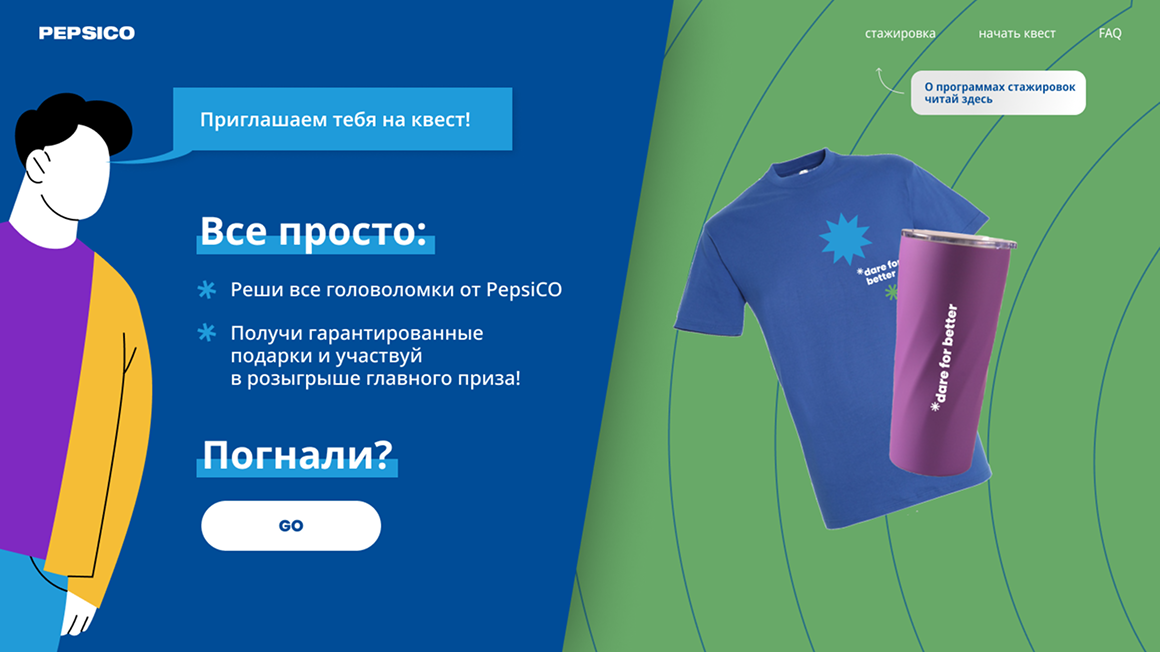 PEPSICO
стажировка
начать квест
FAQ
О программах стажировок
читай здесь
Приглашаем тебя на квест!
Все просто:
Реши все головоломки от PepsiCO
Получи гарантированные
подарки и участвуй
в розыгрыше главного приза!
Погнали?
GO
*dare for
better
*dare for better